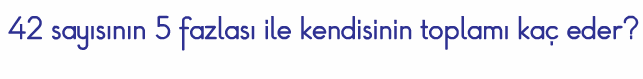 42 sayısının 5 fazlası ile kendisinin toplamı kaç eder?